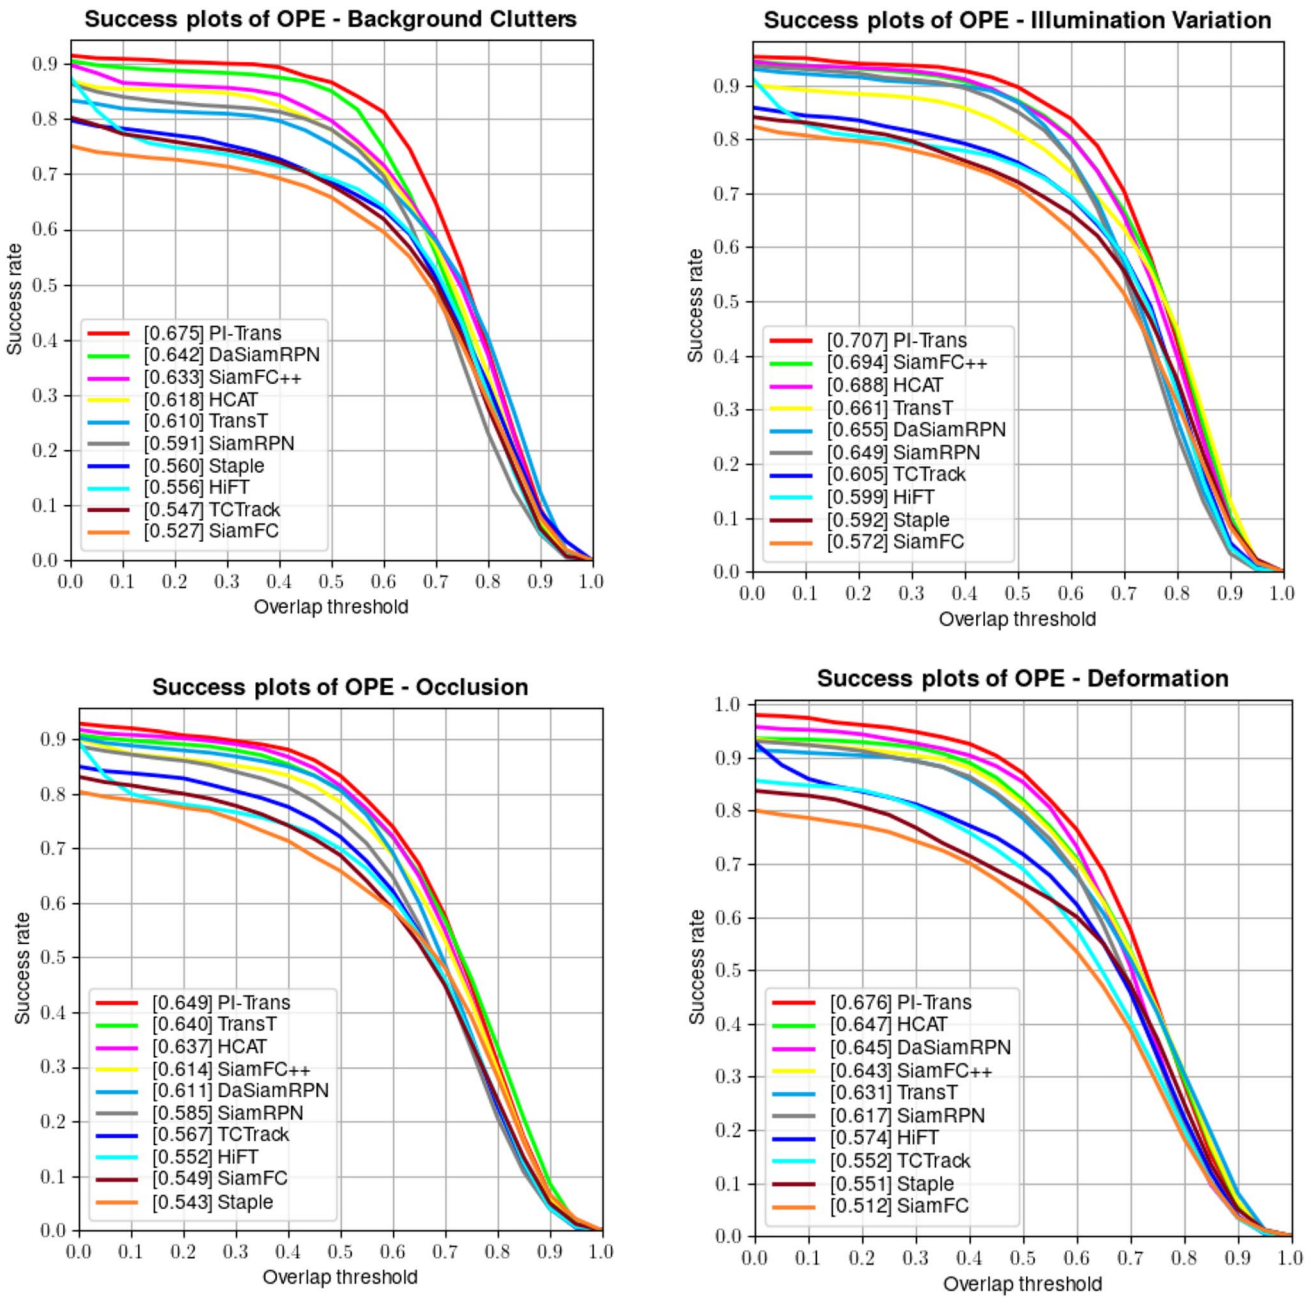 Success plots of OPE - Background Clutters
Success rate
0.9
0.8
0.7
0.6
0.5
0.4
0.3
0.2
0.1
0.0
[0.675] PI-Trans
[0.642] DaSiamRPN
[0.633] SiamFC++
[0.618] HCAT
[0.610] TransT
[0.591] SiamRPN
[0.560] Staple
[0.556] HiFT
[0.547] TCTrack
[0.527] SiamFC
0.0 0.1 0.2 0.3 0.4 0.5 0.6 0.7 0.8 0.9 1.0
Overlap threshold
Success plots of OPE - Illumination Variation
Success rate
0.9
0.8
0.7
0.6
0.5
0.4
0.3
0.2
0.1
0.0
[0.707] PI-Trans
[0.694] SiamFC++
[0.688] HCAT
[0.661] TransT
[0.655] DaSiamRPN
[0.649] SiamRPN
[0.605] TCTrack
[0.599] HiFT
[0.592] Staple
[0.572] SiamFC
0.0 0.1 0.2 0.3 0.4 0.5 0.6 0.7 0.8 0.9 1.0
Overlap threshold
Success plots of OPE - Occlusion
Success rate
0.9
0.8
0.7
0.6
0.5
0.4
0.3
0.2
0.1
0.0
[0.649] PI-Trans
[0.640] TransT
[0.637] HCAT
[0.614] SiamFC++
[0.611] DaSiamRPN
[0.585] SiamRPN
[0.567] TCTrack
[0.552] HiFT
[0.549] SiamFC
[0.543] Staple
0.0 0.1 0.2 0.3 0.4 0.5 0.6 0.7 0.8 0.9 1.0
Overlap threshold
Success plots of OPE - Deformation
Success rate
1.0
0.9
0.8
0.7
0.6
0.5
0.4
0.3
0.2
0.1
0.0
[0.676] PI-Trans
[0.647] HCAT
[0.645] DaSiamRPN
[0.643] SiamFC++
[0.631] TransT
[0.617] SiamRPN
[0.574] HiFT
[0.552] TCTrack
[0.551] Staple
[0.512] SiamFC
0.0 0.1 0.2 0.3 0.4 0.5 0.6 0.7 0.8 0.9 1.0
Overlap threshold